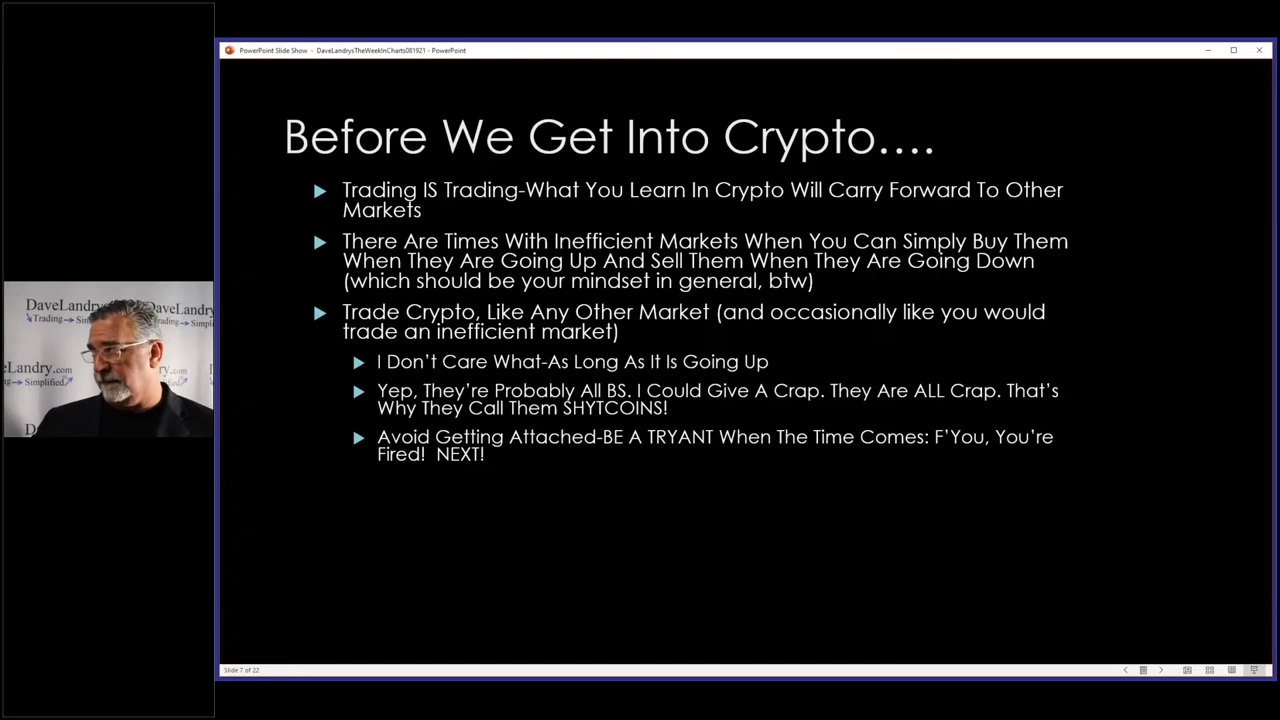 PowerPoint Slide Show - DaveLandrysTheWeekInCharts081921 - PowerPoint
Before We Get Into Crypto....
Trading IS Trading-What You Learn In Crypto Will Carry Forward To Other
Markets
There Are Times With Inefficient Markets When You Can Simply Buy Them
When They Are Going Up And Sell Them When They Are Going Down
(which should be your mindset in general, btw)
Trade Crypto, Like Any Other Market (and occasionally like you would
trade an inefficient market)
I Don't Care What-As Long As It Is Going Up
Yep, They're Probably All BS. I Could Give A Crap. They Are ALL Crap. That's
Why They Call Them SHYTCOINS!
Avoid Getting Attached-BE A TRYANT When The Time Comes: F'You, You're
Fired!  NEXT!
DaveLandry
DaveLandrys
Trading
Simpl
Trading
Simpli
eLandry.com
Landry.c
ding
Simplified
Slide 7 of 22